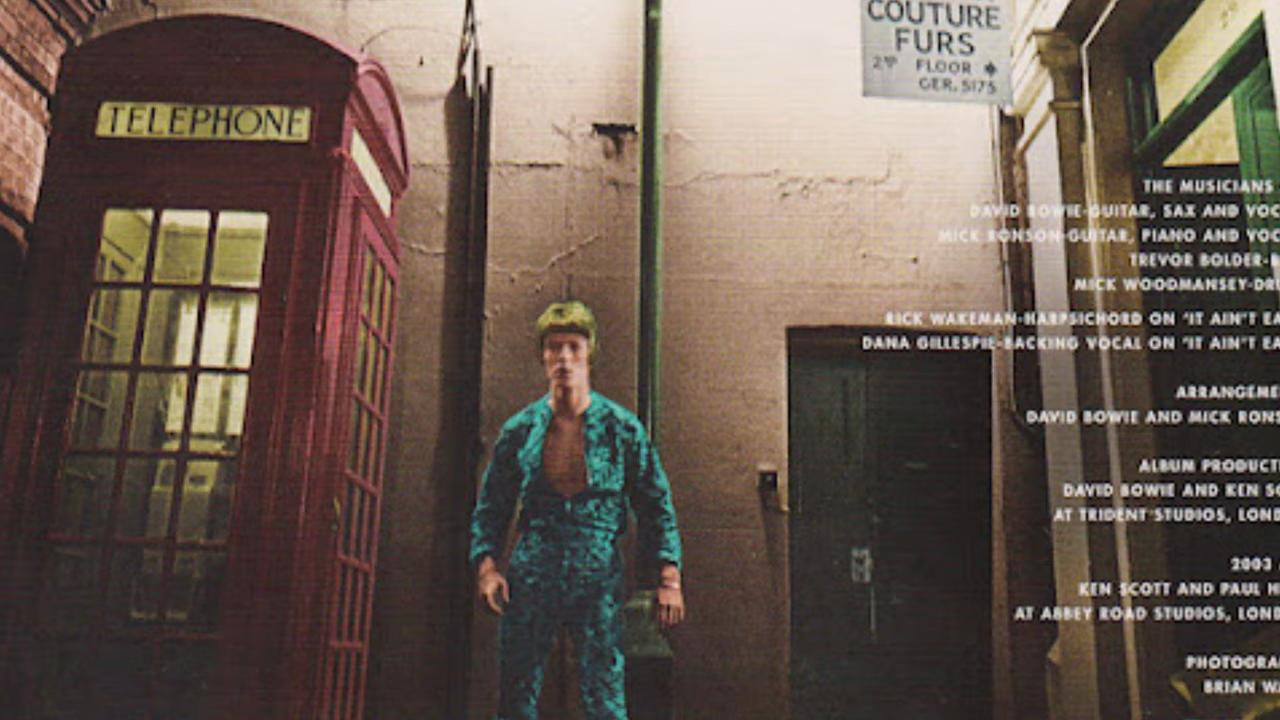 COUTURE
FURS
2ND FLOOR
GER. 5175
TELEPHONE
THE MUSICIANS
DAVID BOWIE-GUITAR, SAX AND VOC
MICK RONSON-GUITAR, PIANO AND VOC
TREVOR BOLDER-B
MICK WOODMANSEY-DRU
RICK WAKEMAN-HARPSICHORD ON 'IT AIN'T EA
DANA GILLESPIE-BACKING VOCAL ON 'IT AIN'T EA
ARRANGEME
DAVID BOWIE AND MICK RONS
ALBUM PRODUCTI
DAVID BOWIE AND KEN SC
AT TRIDENT STUDIOS, LOND
2003
KEN SCOTT AND PAUL H
AT ABBEY ROAD STUDIOS, LOND
PHOTOGRA
BRIAN WA